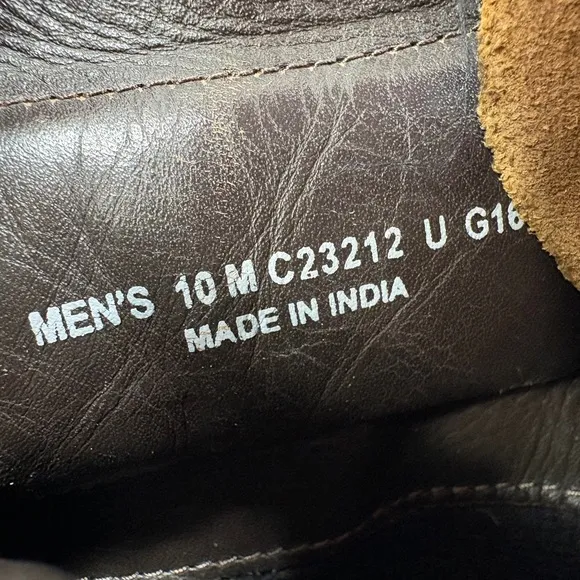 MEN'S 10 M C23212 U G16
MADE IN INDIA